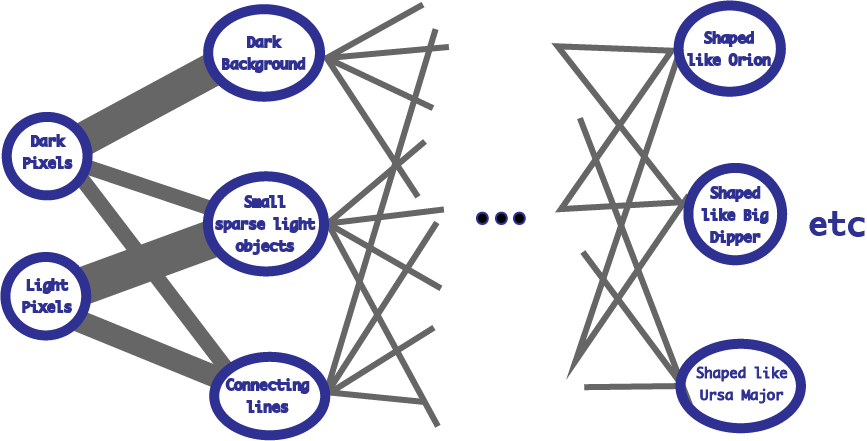 Dark
Pixels
Light
Pixels
Dark
Background
Small
sparse light
objects
Connecting
lines
Shaped
like Orion
Shaped
like Big
Dipper
Shaped like
Ursa Major
etc